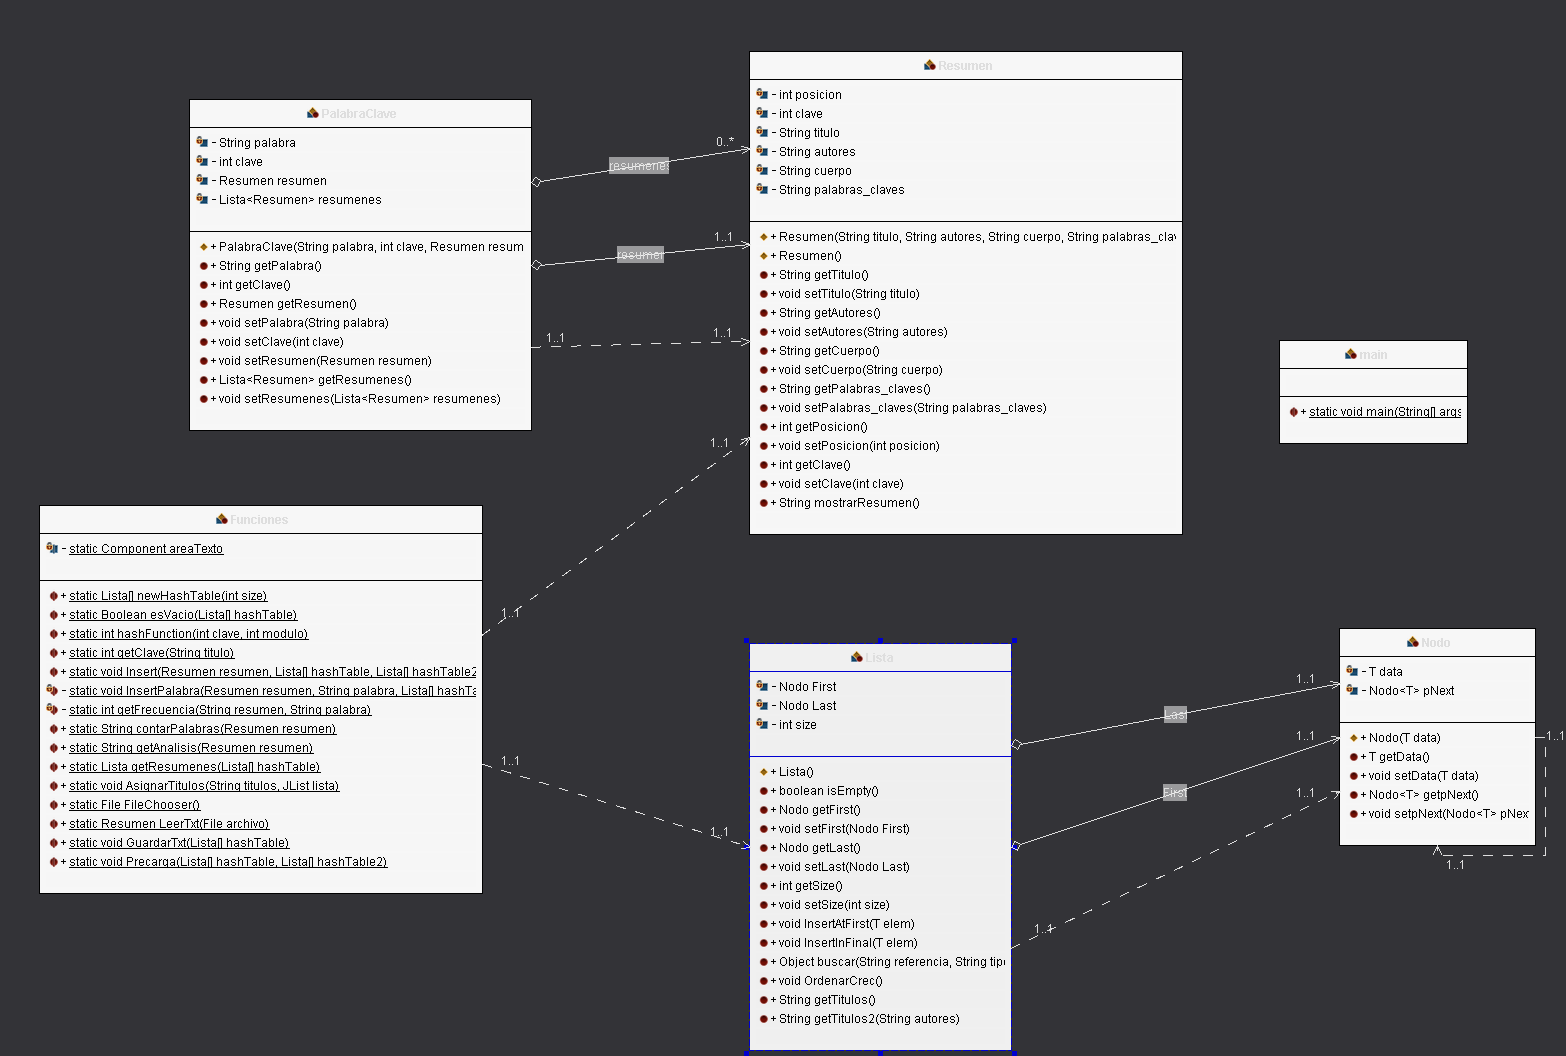 PalabraClave
- String palabra
- int clave
- Resumen resumen
- Lista<Resumen> resumenes
+ PalabraClave(String palabra, int clave, Resumen resum
+ String getPalabra()
+ int getClave()
+ Resumen getResumen()
+ void setPalabra(String palabra)
+ void setClave(int clave)
+ void setResumen(Resumen resumen)
+ Lista<Resumen> getResumenes()
+ void setResumenes(Lista<Resumen> resumenes)
resumenes
0..*
resumen
1..1
1..1
1..1
Resumen
- int posicion
- int clave
- String titulo
- String autores
- String cuerpo
- String palabras_claves
+ Resumen(String titulo, String autores, String cuerpo, String palabras_clav
+ Resumen()
+ String getTitulo()
+ void setTitulo(String titulo)
+ String getAutores()
+ void setAutores(String autores)
+ String getCuerpo()
+ void setCuerpo(String cuerpo)
+ String getPalabras_claves()
+ void setPalabras_claves(String palabras_claves)
+ int getPosicion()
+ void setPosicion(int posicion)
+ int getClave()
+ void setClave(int clave)
+ String mostrarResumen()
main
+ static void main(String[] args
Funciones
- static Component areaTexto
+ static Lista[] newHashTable(int size)
+ static Boolean esVacio(Lista[] hashTable)
+ static int hashFunction(int clave, int modulo)
+ static int getClave(String titulo)
+ static void Insert(Resumen resumen, Lista[] hashTable, Lista[] hashTable2
- static void InsertPalabra(Resumen resumen, String palabra, Lista[] hashTa
- static int getFrecuencia(String resumen, String palabra)
+ static String contarPalabras(Resumen resumen)
+ static String getAnalisis(Resumen resumen)
+ static Lista getResumenes(Lista[] hashTable)
+ static void AsignarTitulos(String titulos, JList lista)
+ static File FileChooser()
+ static Resumen LeerTxt(File archivo)
+ static void GuardarTxt(Lista[] hashTable)
+ static void Precarga(Lista[] hashTable, Lista[] hashTable2)
1..1
1..1
1..1
1..1
Lista
- Nodo First
- Nodo Last
- int size
+ Lista()
+ boolean isEmpty()
+ Nodo getFirst()
+ void setFirst(Nodo First)
+ Nodo getLast()
+ void setLast(Nodo Last)
+ int getSize()
+ void setSize(int size)
+ void InsertAtFirst(T elem)
+ void InsertInFinal(T elem)
+ Object buscar(String referencia, String tipo
+ void OrdenarCrec()
+ String getTitulos()
+ String getTitulos2(String autores)
Last
1..1
First
1..1
1..1
1..1
Nodo
- T data
- Nodo<T> pNext
+ Nodo(T data)
+ T getData()
+ void setData(T data)
+ Nodo<T> getpNext()
+ void setpNext(Nodo<T> pNex
1..1
1..1